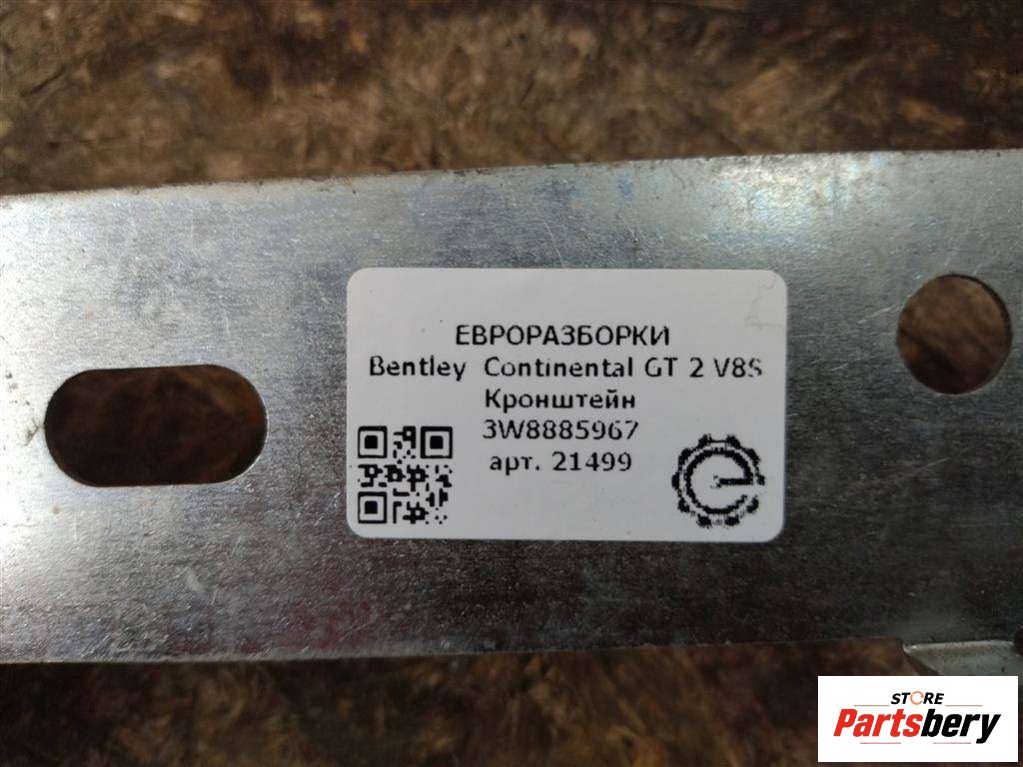 ЕВРОРАЗБОРКИ
Bentley Continental GT 2 V8S
Кронштейн
3W8885967
арт. 21499
STORE
Partsbery